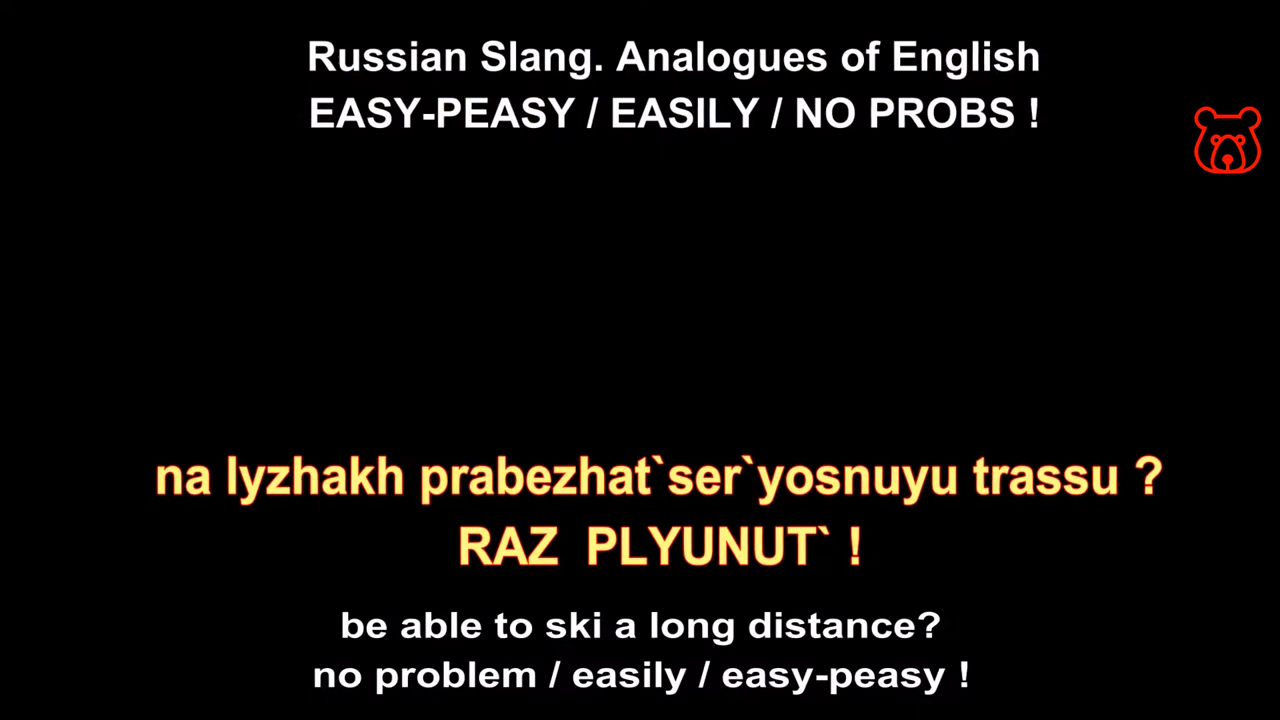 Russian Slang. Analogues of English
EASY-PEASY / EASILY / NO PROBS !
na lyzhakh prabezhat`ser`yosnuyu trassu ?
RAZ PLYUNUT` !
be able to ski a long distance?
no problem / easily / easy-peasy !